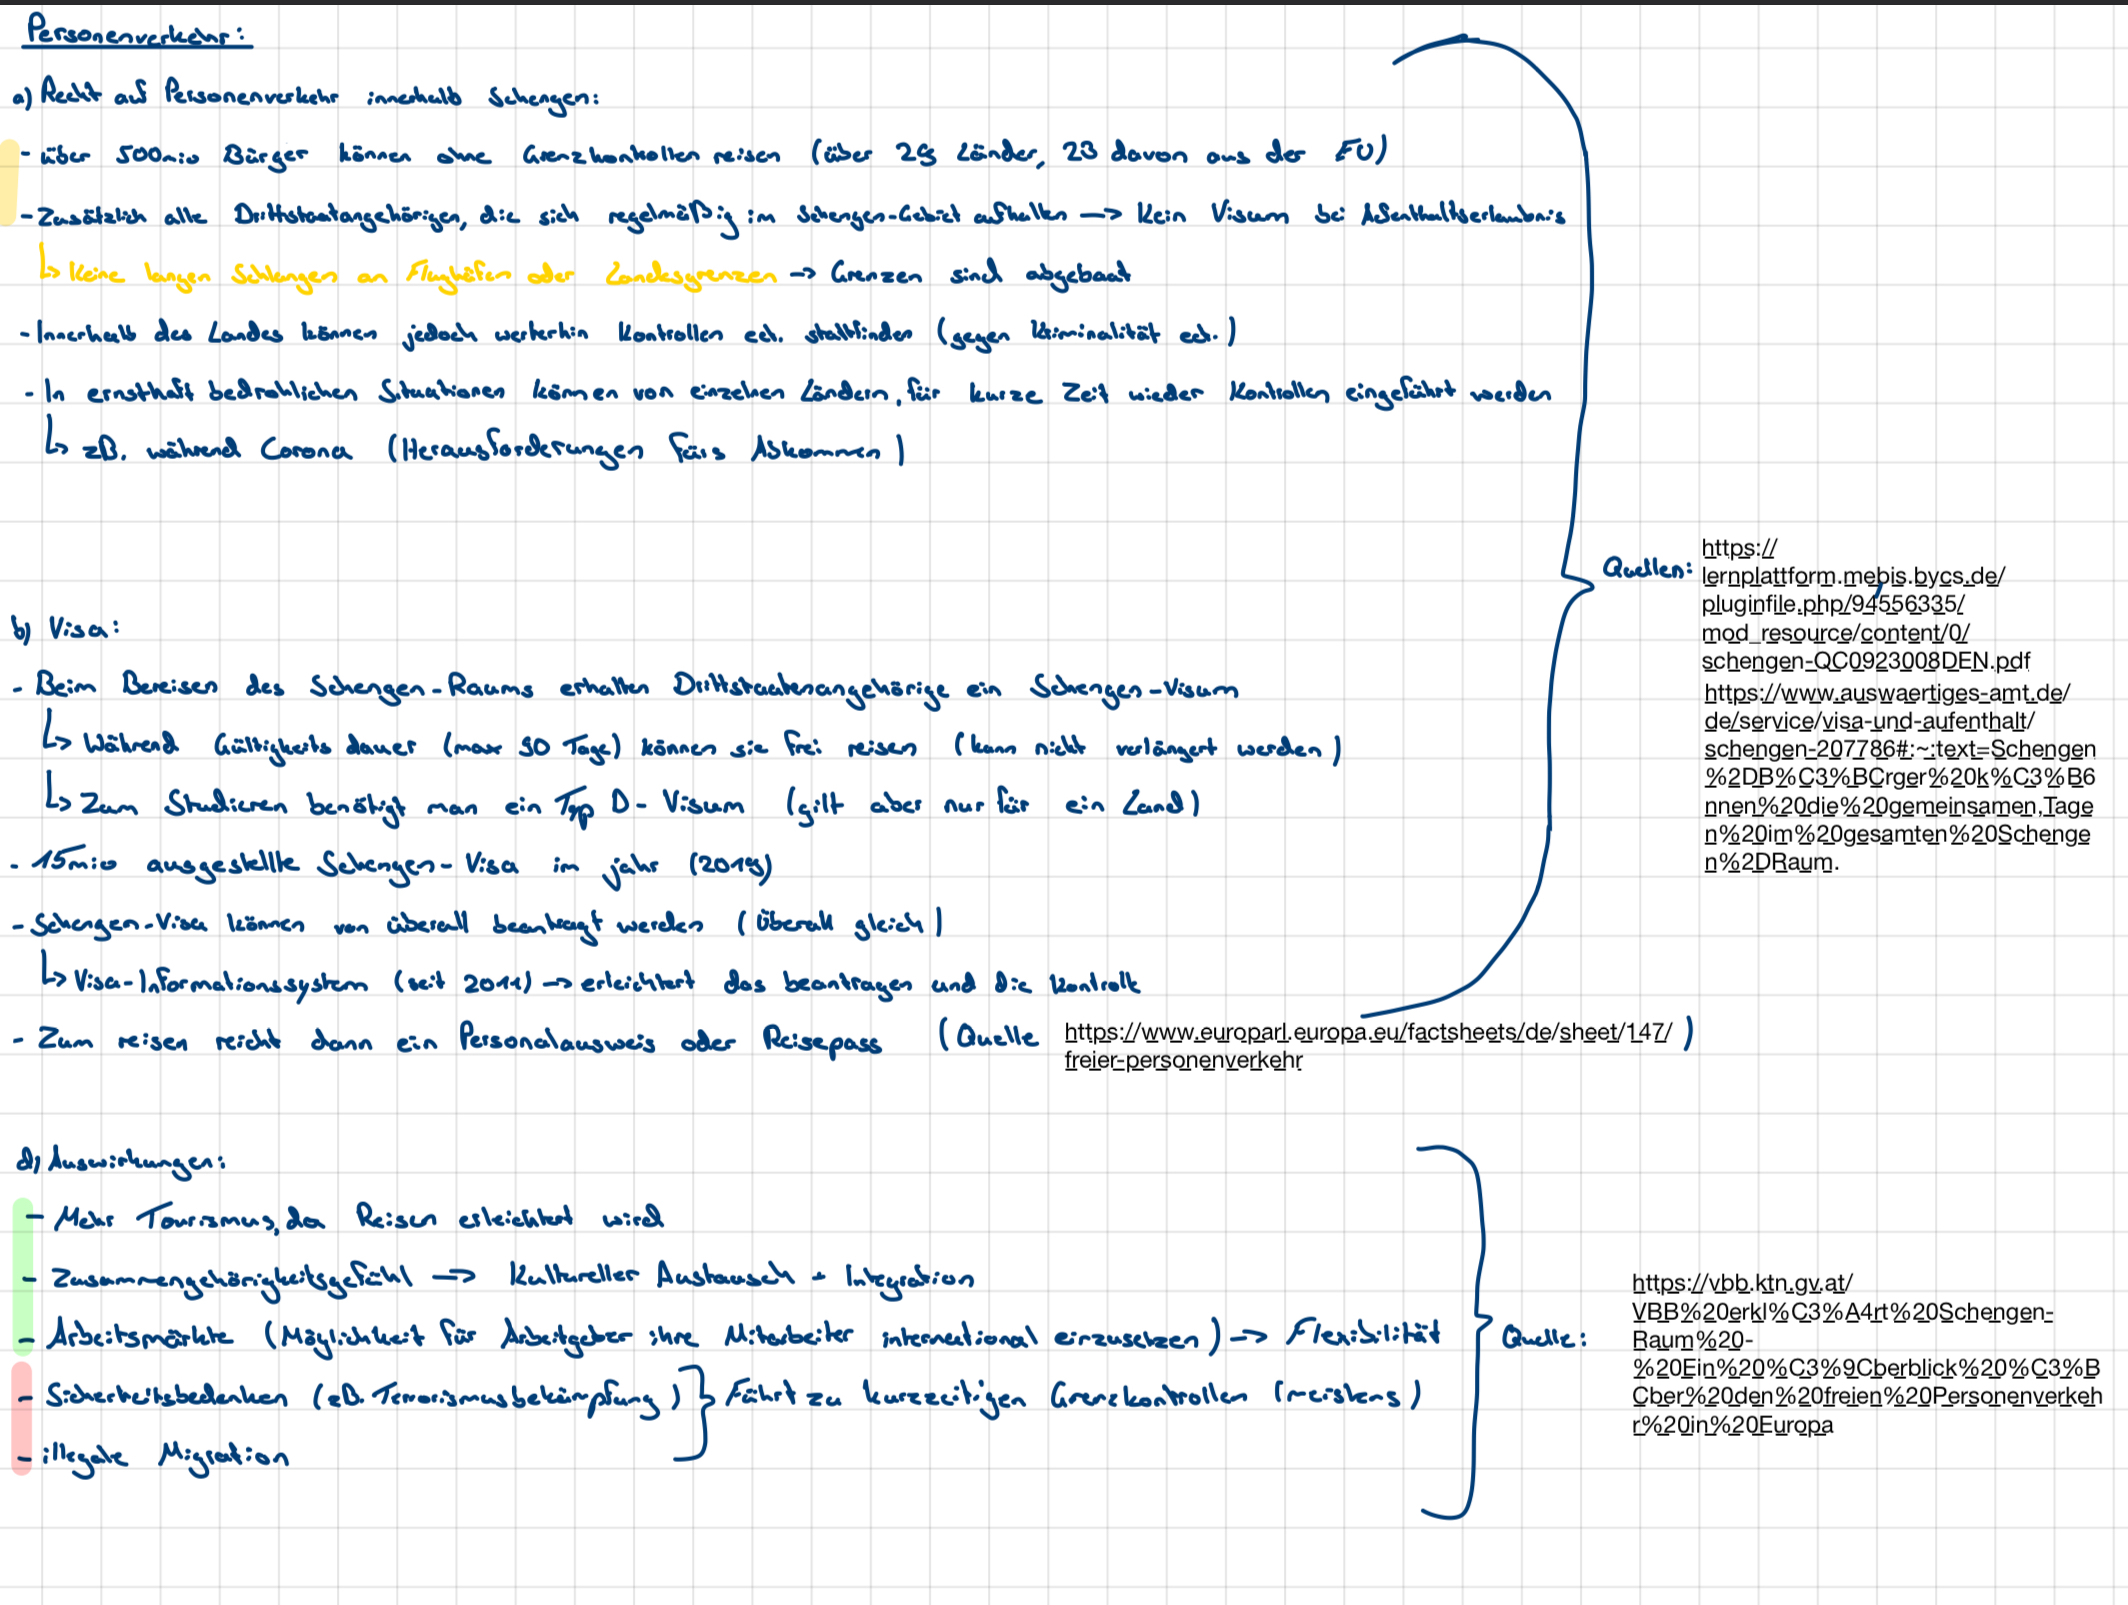 Personenverkehr:
a) Recht auf Personenverkehr innerhalb Schengen:
- über 500mio Bürger können ohne Grenzkontrollen reisen (über 29 Länder, 23 davon aus der EU)
- Zusätzlich alle Drittstaatangehörigen, die sich regelmäßig im Schengen-Gebiet aufhalten -> Kein Visum bei Aufenthaltserlaubnis
↳ Keine langen Schlangen an Flughäfen oder Landesgrenzen -> Grenzen sind abgebaut
- Innerhalb des Landes können jedoch weiterhin Kontrollen ect. stattfinden (gegen Kriminalität ect.)
- In ernsthaft bedrohlichen Situationen können von einzelnen Ländern, für kurze Zeit wieder Kontrollen eingeführt werden
↳ zB. während Corona (Herausforderungen fürs Abkommen)
Quellen: https://
lernplattform.mebis.bycs.de/
pluginfile.php/94556335/
mod_resource/content/0/
schengen-QC0923008DEN.pdf
https://www.auswaertiges-amt.de/
de/service/visa-und-aufenthalt/
schengen-207786#:~:text=Schengen
%2DB%C3%BCrger%20k%C3%B6
nnen%20die%20gemeinsamen,Tage
n%20im%20gesamten%20Schenge
n%2DRaum.
b) Visa:
- Beim Bereisen des Schengen-Raums erhalten Drittstaatenangehörige ein Schengen-Visum
↳ Während Gültigkeitsdauer (max 90 Tage) können sie frei reisen (kann nicht verlängert werden)
↳ Zum Studieren benötigt man ein Typ D-Visum (gilt aber nur für ein Land)
- 15mio ausgestellte Schengen-Visa im jahr (2019)
- Schengen-Visa können von überall beantragt werden (überall gleich)
↳ Visa-Informationssystem (seit 2011) -> erleichtert das beantragen und die Kontrolle
- Zum reisen reicht dann ein Personalausweis oder Reisepass (Quelle https://www.europarl.europa.eu/factsheets/de/sheet/147/ )
freier-personenverkehr
d) Auswirkungen:
- Mehr Tourismus, da Reisen erleichtert wird
- Zusammengehörigkeitsgefühl -> Kultureller Austausch + Integration
- Arbeitsmärkte (Möglichkeit für Arbeitgeber ihre Mitarbeiter international einzusetzen) -> Flexibilität
- Sicherheitsbedenken (zB. Terrorismusbekämpfung) } Führt zu kurzzeitigen Grenzkontrollen (meistens)
- illegale Migration
Quelle:
https://vbb.ktn.gv.at/
VBB%20erkl%C3%A4rt%20Schengen-
Raum%20-
%20Ein%20%C3%9Cberblick%20%C3%B
Cber%20den%20freien%20Personenverkeh
r%20in%20Europa